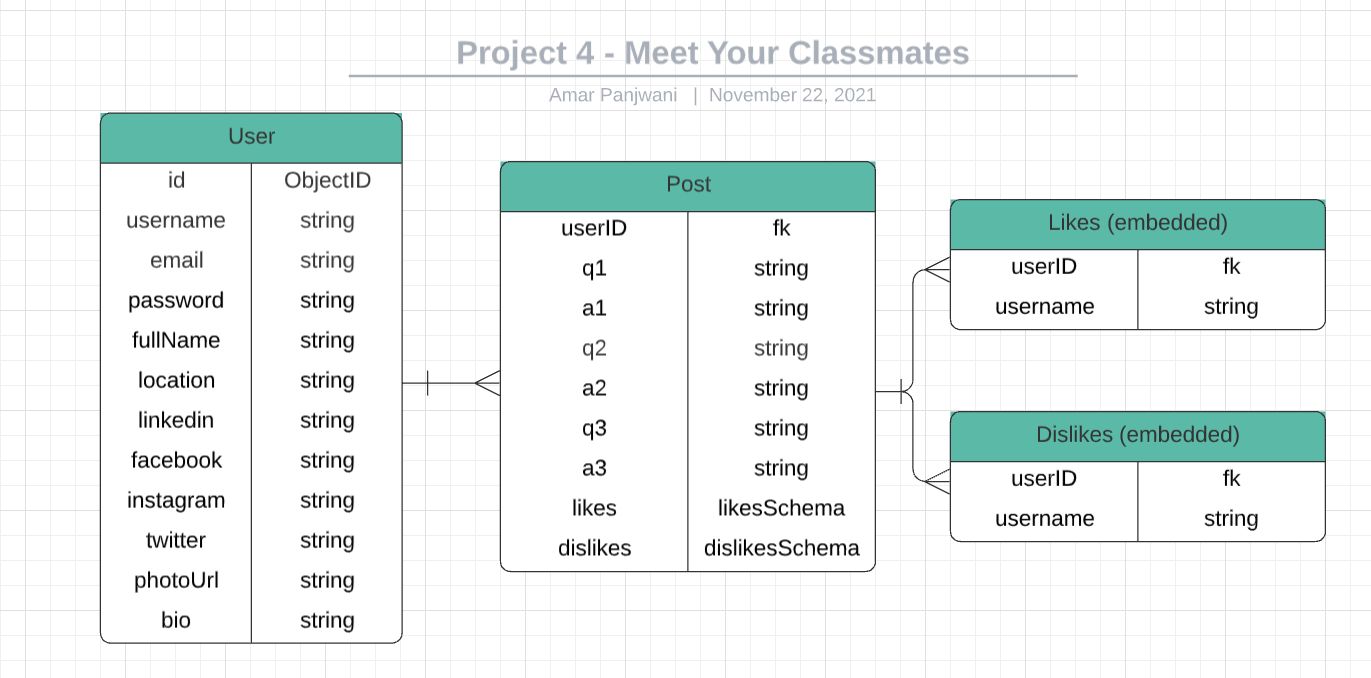 Project 4 - Meet Your Classmates
Amar Panjwani | November 22, 2021
User
id ObjectID
username string
email string
password string
fullName string
location string
linkedin string
facebook string
instagram string
twitter string
photoUrl string
bio string
Post
userID fk
q1 string
a1 string
q2 string
a2 string
q3 string
a3 string
likes likesSchema
dislikes dislikesSchema
Likes (embedded)
userID fk
username string
Dislikes (embedded)
userID fk
username string